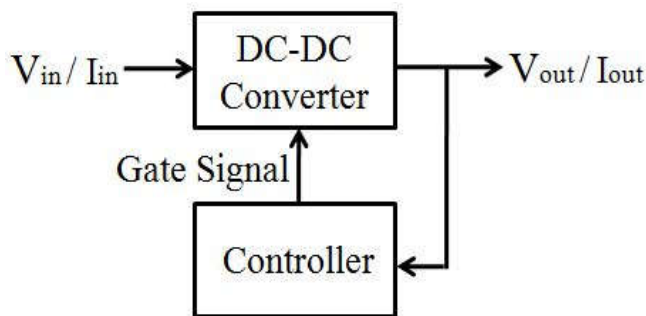 DC-DC
Converter
Vin / Iin
Vout / Iout
Gate Signal
Controller